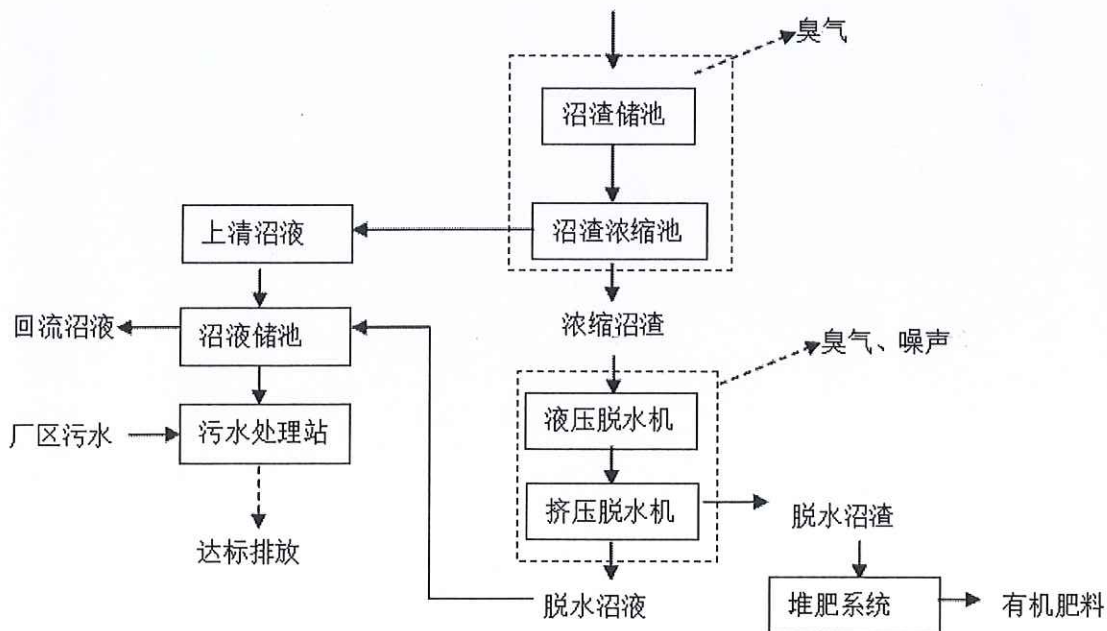 臭气
沼渣储池
上清沼液
沼渣浓缩池
回流沼液
沼液储池
浓缩沼渣
臭气、噪声
厂区污水
污水处理站
液压脱水机
挤压脱水机
脱水沼渣
达标排放
脱水沼液
堆肥系统
有机肥料